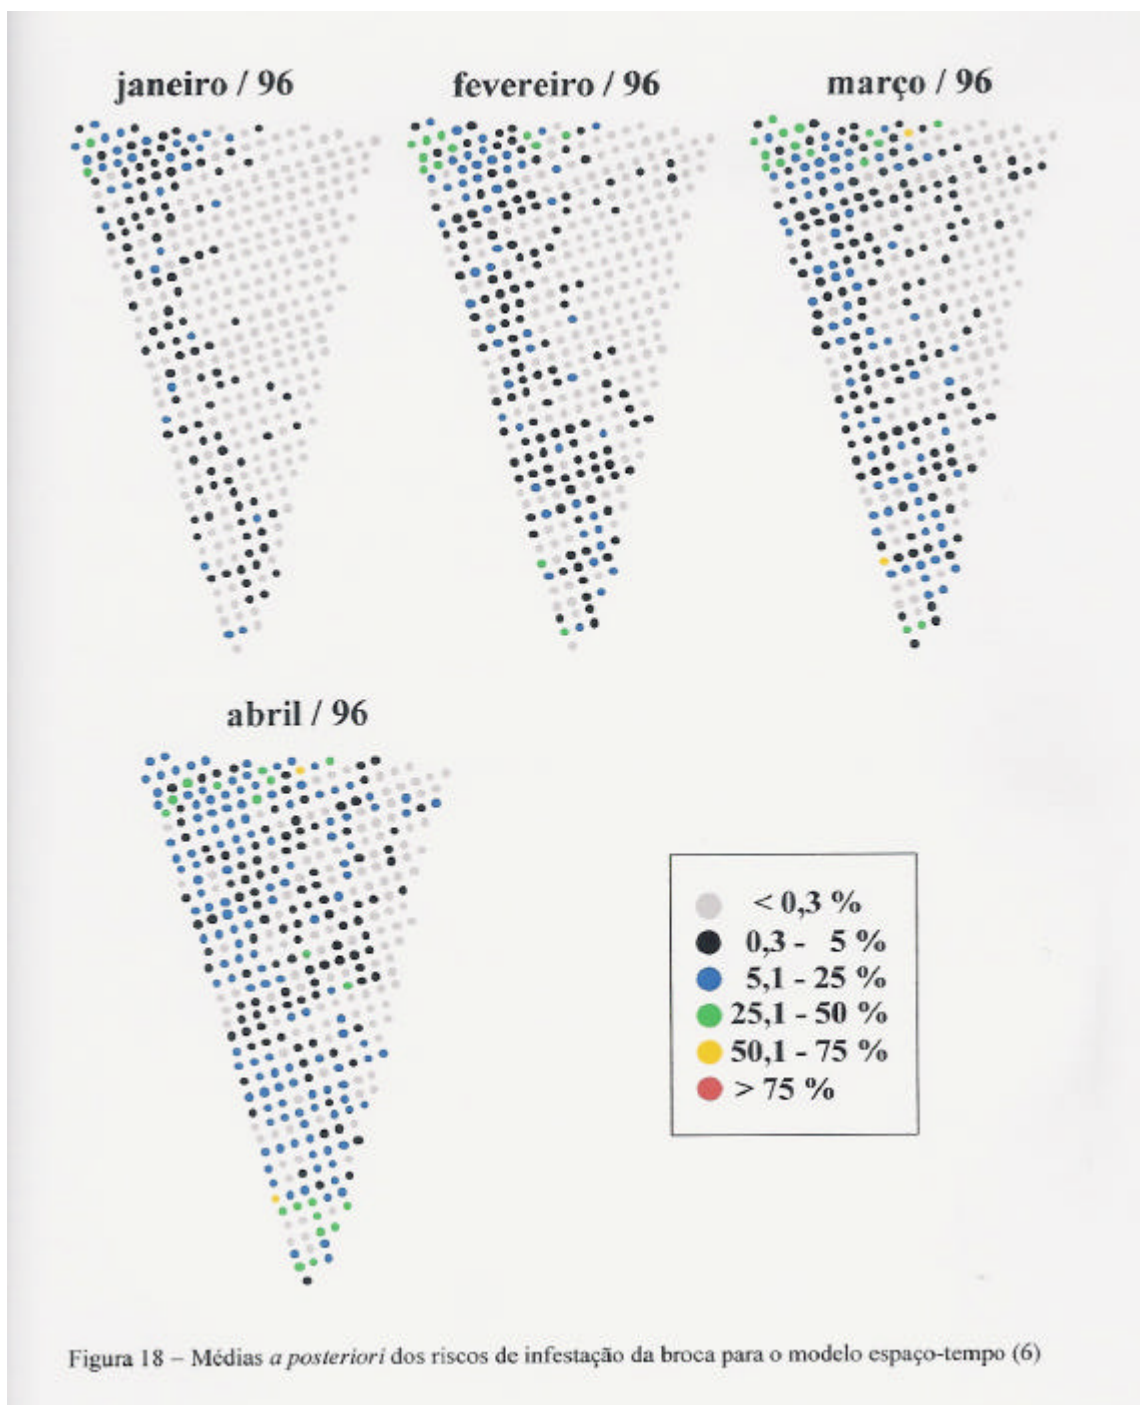 janeiro / 96
fevereiro / 96
março / 96
abril / 96
< 0,3 %
0,3 - 5 %
5,1 - 25 %
25,1 - 50 %
50,1 - 75 %
> 75 %
Figura 18 – Médias a posteriori dos riscos de infestação da broca para o modelo espaço-tempo (6)